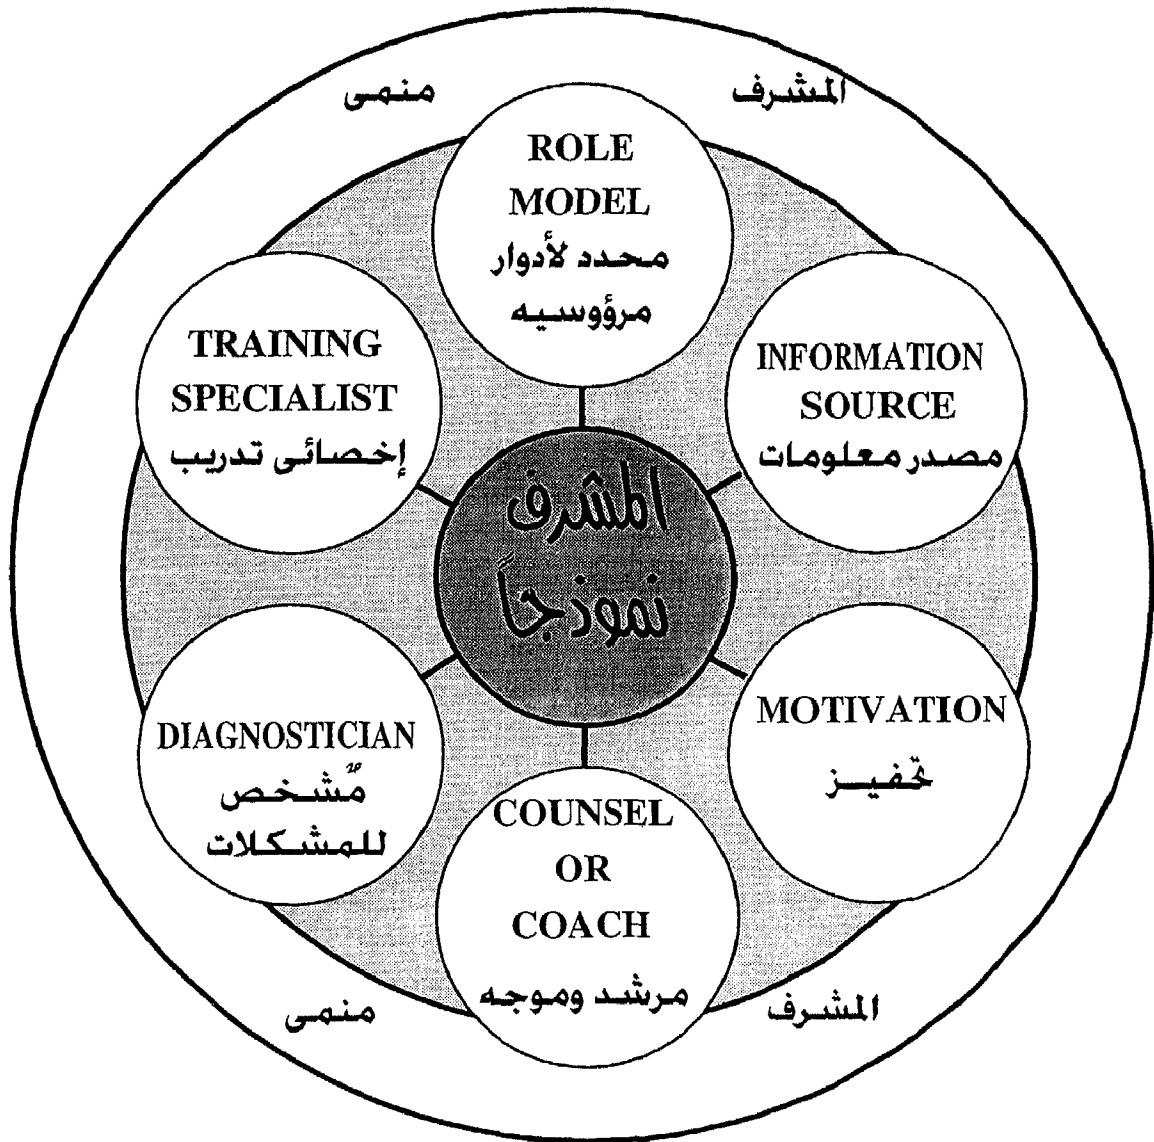 المشرف
منمى
ROLE
MODEL
محدد لأدوار
مرؤوسيه
INFORMATION
SOURCE
مصدر معلومات
MOTIVATION
تحفيـــز
COUNSEL
OR
COACH
مرشد وموجه
DIAGNOSTICIAN
مٌشخص
للمشكلات
TRAINING
SPECIALIST
إخصائى تدريب
المشرف
نموذجاً
المشرف
منمى